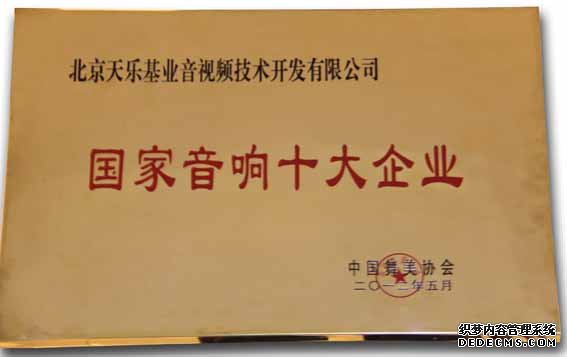 北京天乐基业音视频技术开发有限公司
国家音响十大企业
中国舞美协会
二〇一二年五月
织梦内容管理系统
DEDECMS.COM